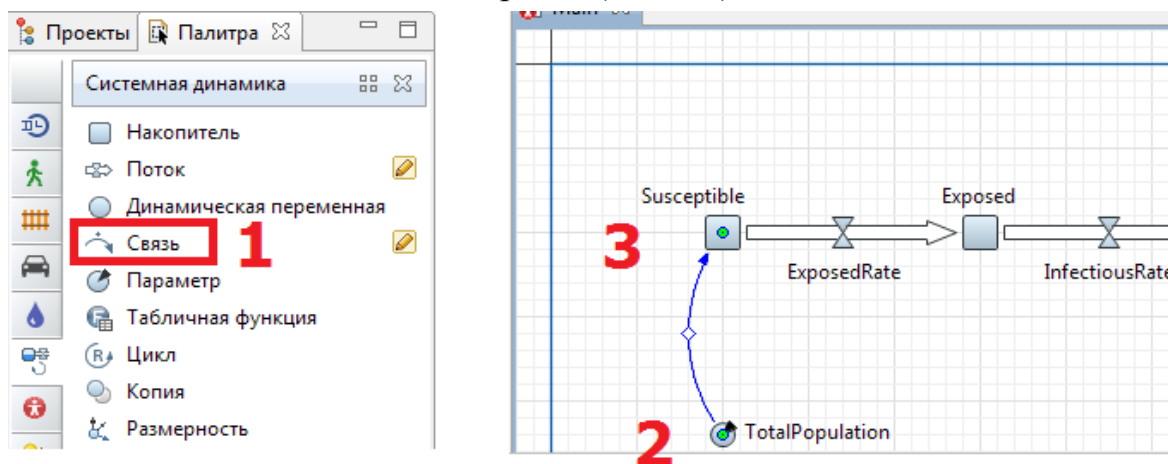 Проекты
Палитра
Системная динамика
Накопитель
Поток
Динамическая переменная
Связь
1
Параметр
Табличная функция
Цикл
Копия
Размерность
Main
Susceptible
Exposed
3
ExposedRate
InfectiousRate
2
TotalPopulation